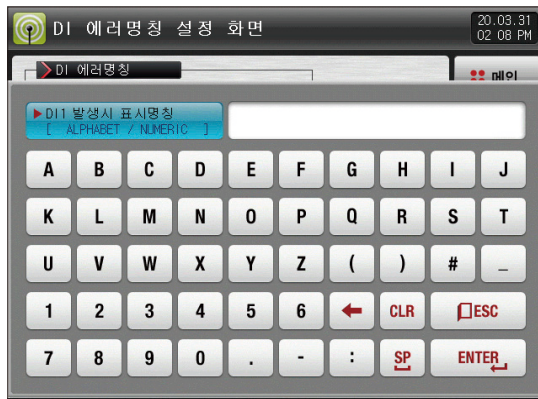 DI 에러명칭 설정 화면
20.03.31
02 08 PM
DI 에러명칭
메인
▶DI1 발생시 표시명칭
[ ALPHABET / NUMERIC ]
A B C D E F G H I J
K L M N O P Q R S T
U V W X Y Z ( ) # _
1 2 3 4 5 6 ← CLR ESC
7 8 9 0 . - : SP ENTER